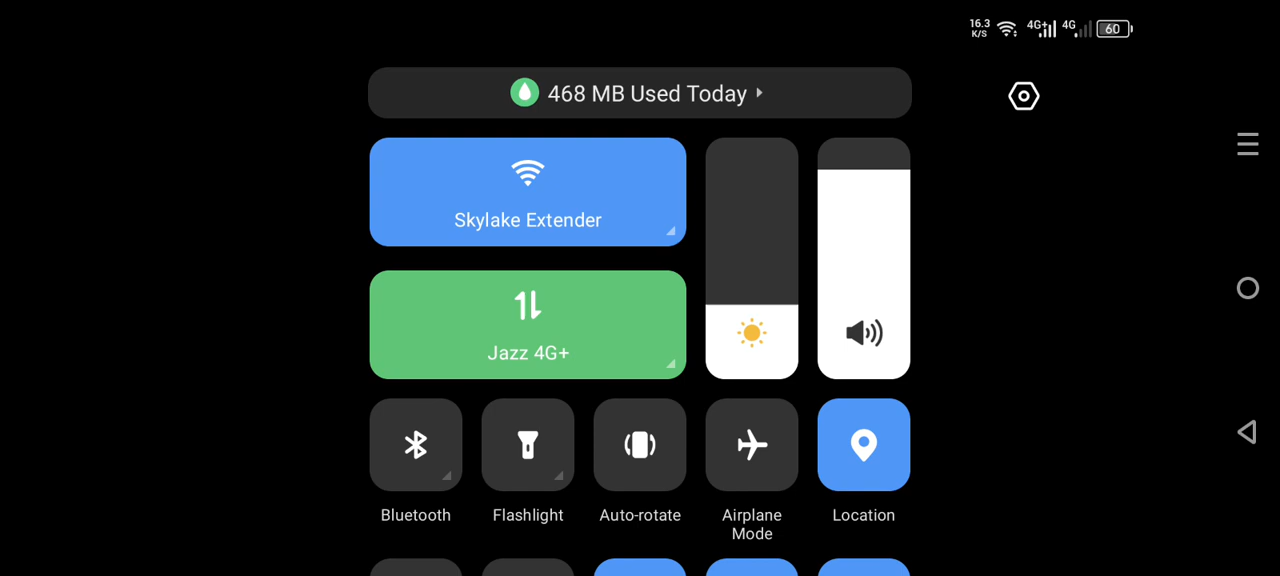 16.3
K/S
4G+
4G
60
468 MB Used Today
Skylake Extender
Jazz 4G+
Bluetooth
Flashlight
Auto-rotate
Airplane
Mode
Location